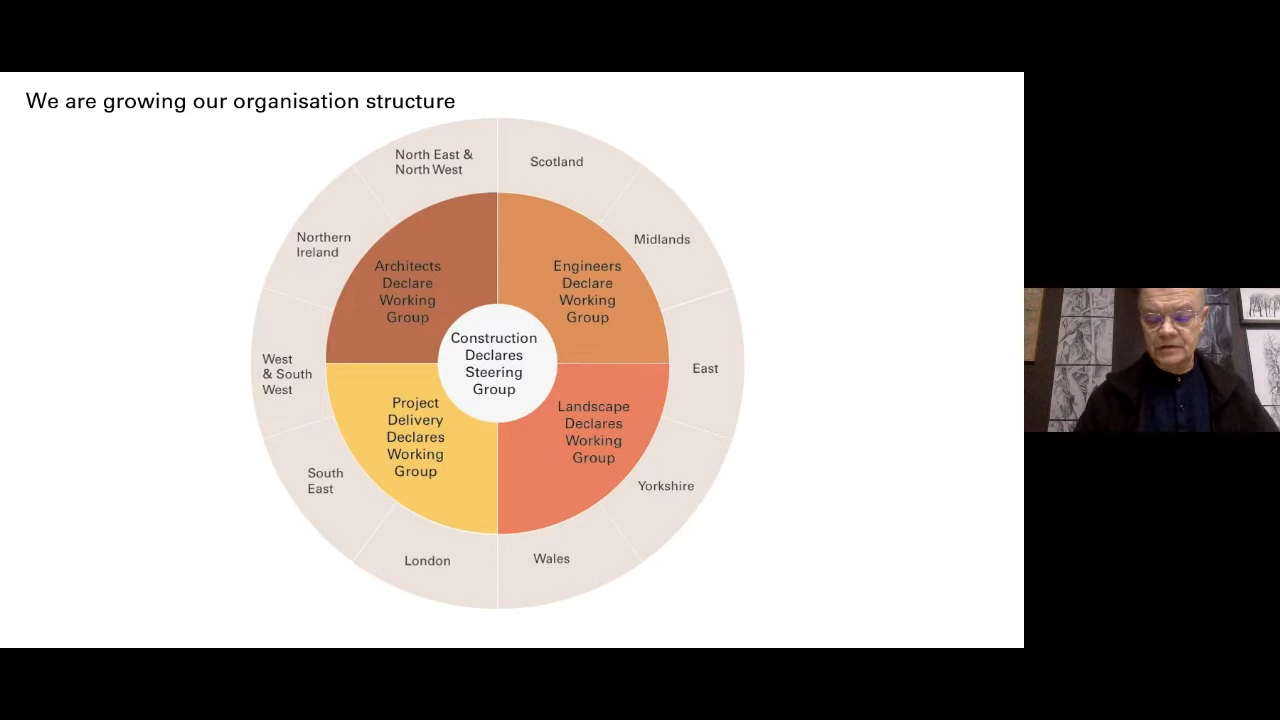 We are growing our organisation structure
North East &
North West
Scotland
Northern
Ireland
Midlands
Architects
Declare
Working
Group
Engineers
Declare
Working
Group
Construction
Declares
Steering
Group
West
& South
West
East
Project
Delivery
Declares
Working
Group
Landscape
Declares
Working
Group
South
East
Yorkshire
London
Wales